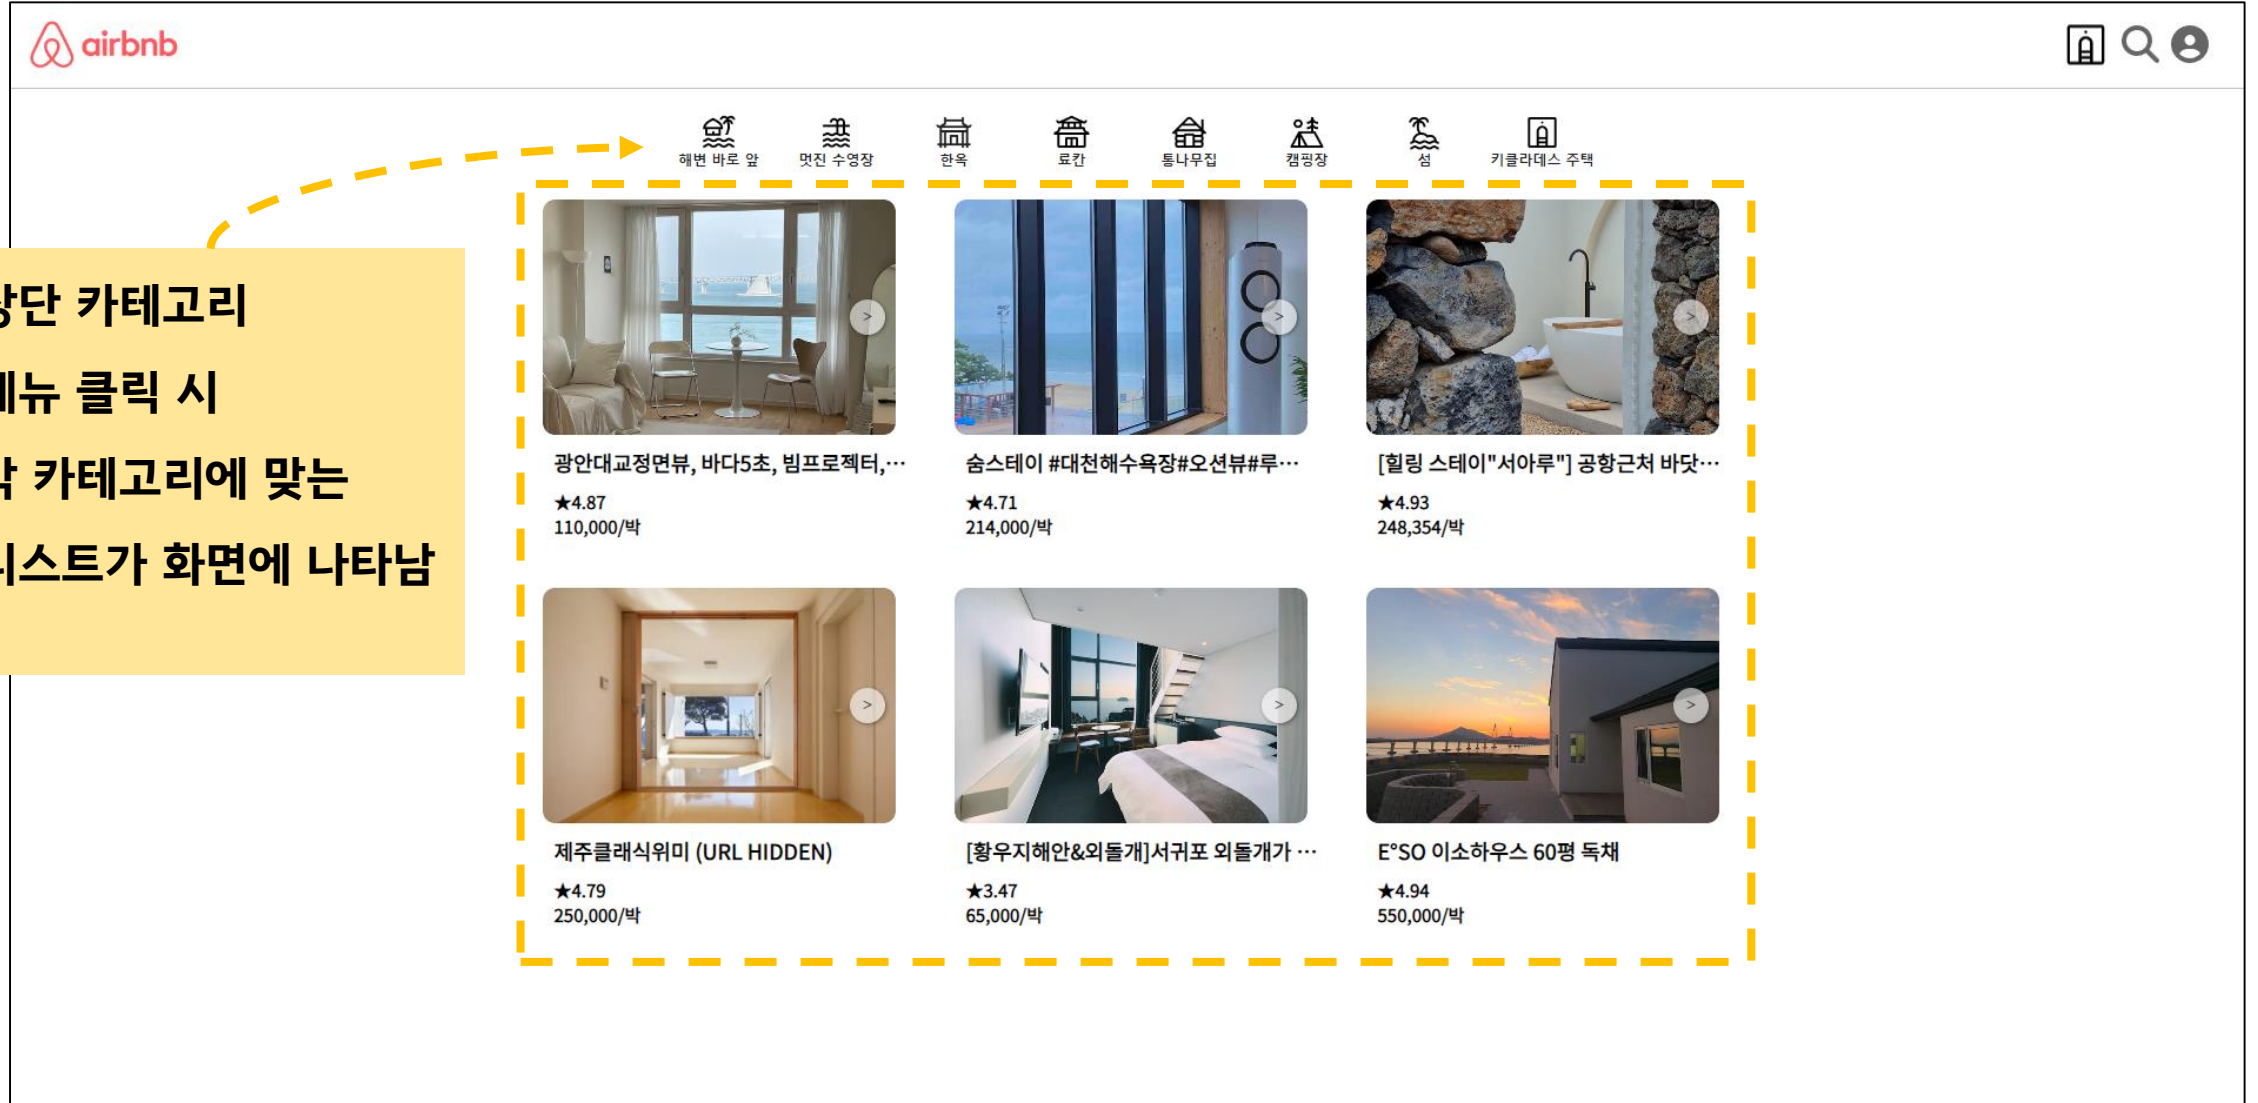 airbnb
해변 바로 앞
멋진 수영장
한옥
료칸
통나무집
캠핑장
섬
키클라데스 주택
상단 카테고리
메뉴 클릭 시
각 카테고리에 맞는
리스트가 화면에 나타남
>
>
>
광안대교정면뷰, 바다5초, 빔프로젝터,…
★4.87
110,000/박
숨스테이 #대천해수욕장#오션뷰#루…
★4.71
214,000/박
[힐링 스테이"서아루"] 공항근처 바닷…
★4.93
248,354/박
>
>
>
제주클래식위미 (URL HIDDEN)
★4.79
250,000/박
[황우지해안&외돌개]서귀포 외돌개가 …
★3.47
65,000/박
E°SO 이소하우스 60평 독채
★4.94
550,000/박